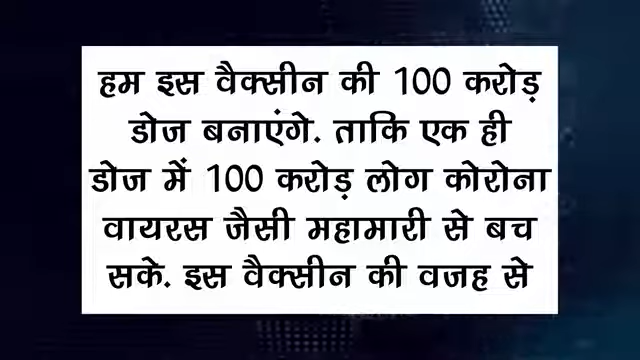 हम इस वैक्सीन की 100 करोड़
डोज बनाएंगे. ताकि एक ही
डोज में 100 करोड़ लोग कोरोना
वायरस जैसी महामारी से बच
सके. इस वैक्सीन की वजह से